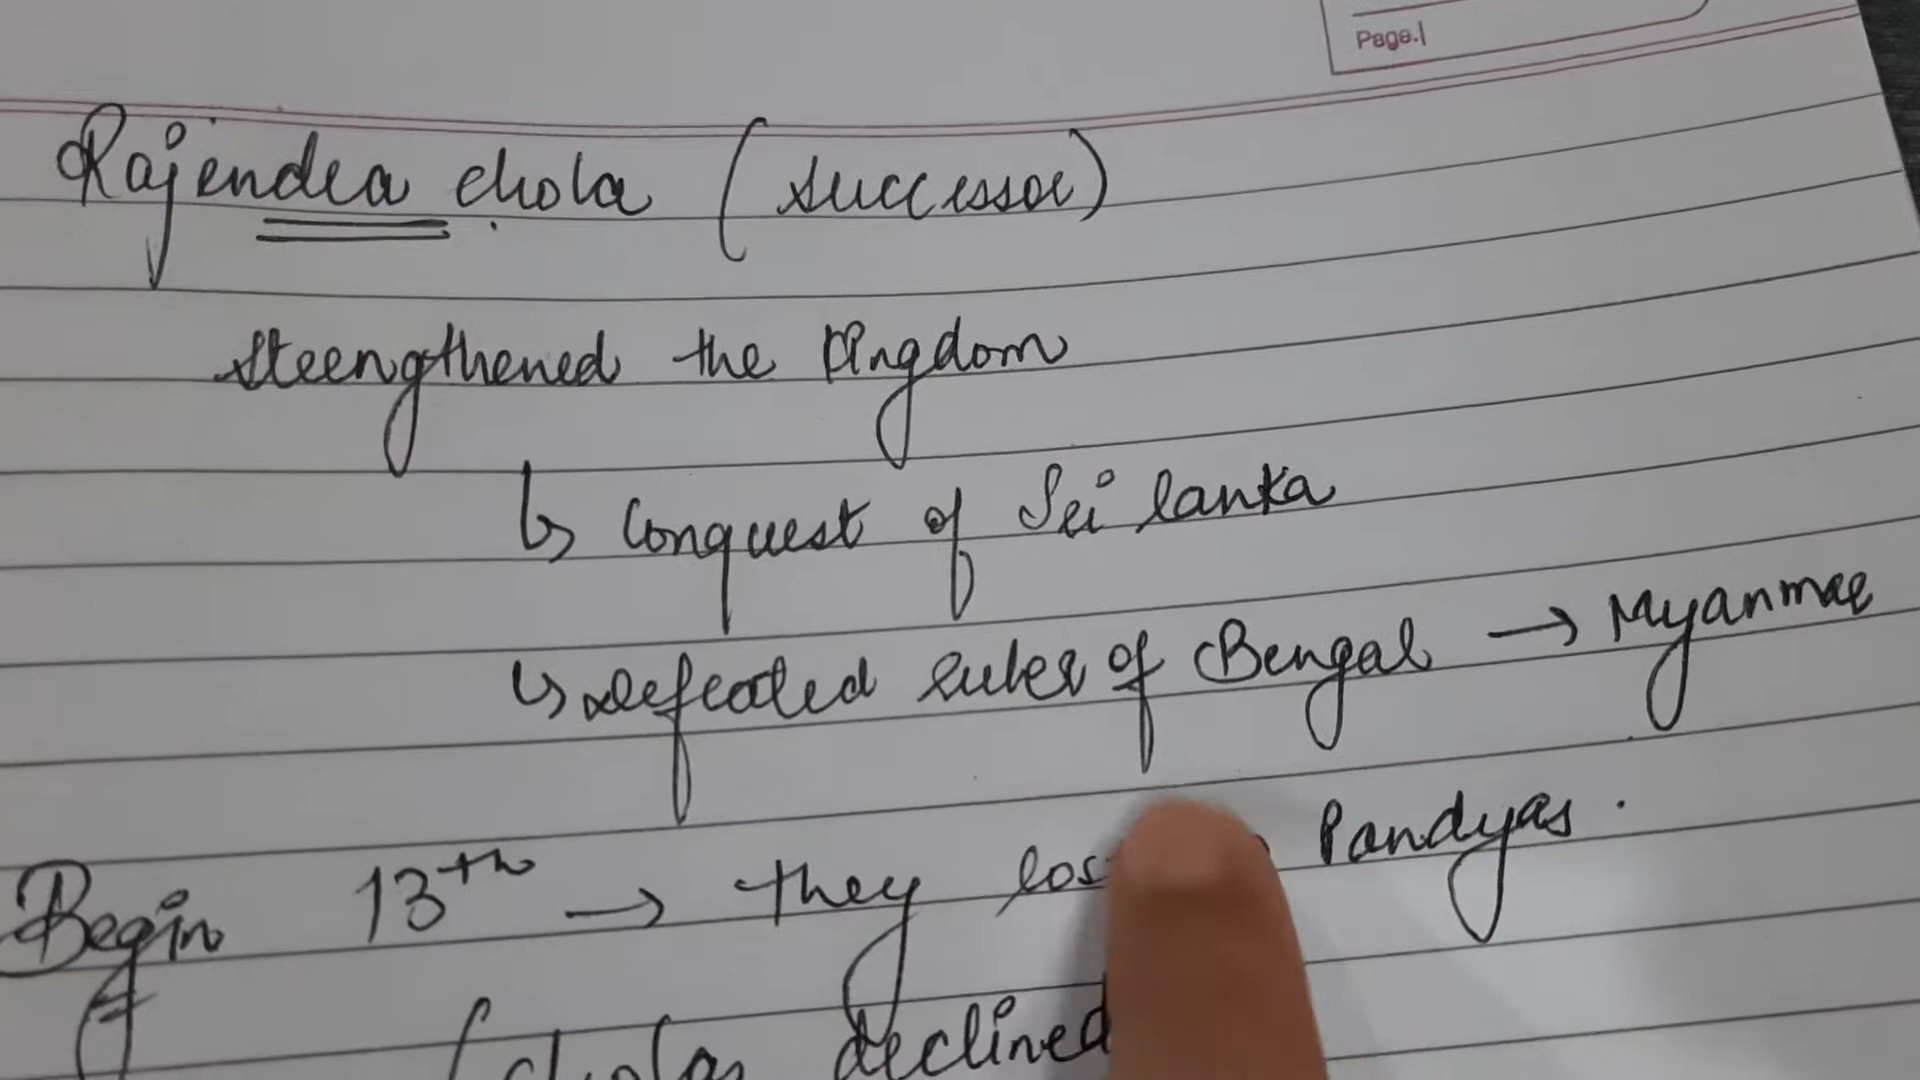 Page.
Rajendra chola (successor)
strengthened the kingdom
↳ Conquest of Sri lanka
↳ defeated ruler of Bengal → Myanmar
Begin 13th → they Pandyas.
(cholas declined